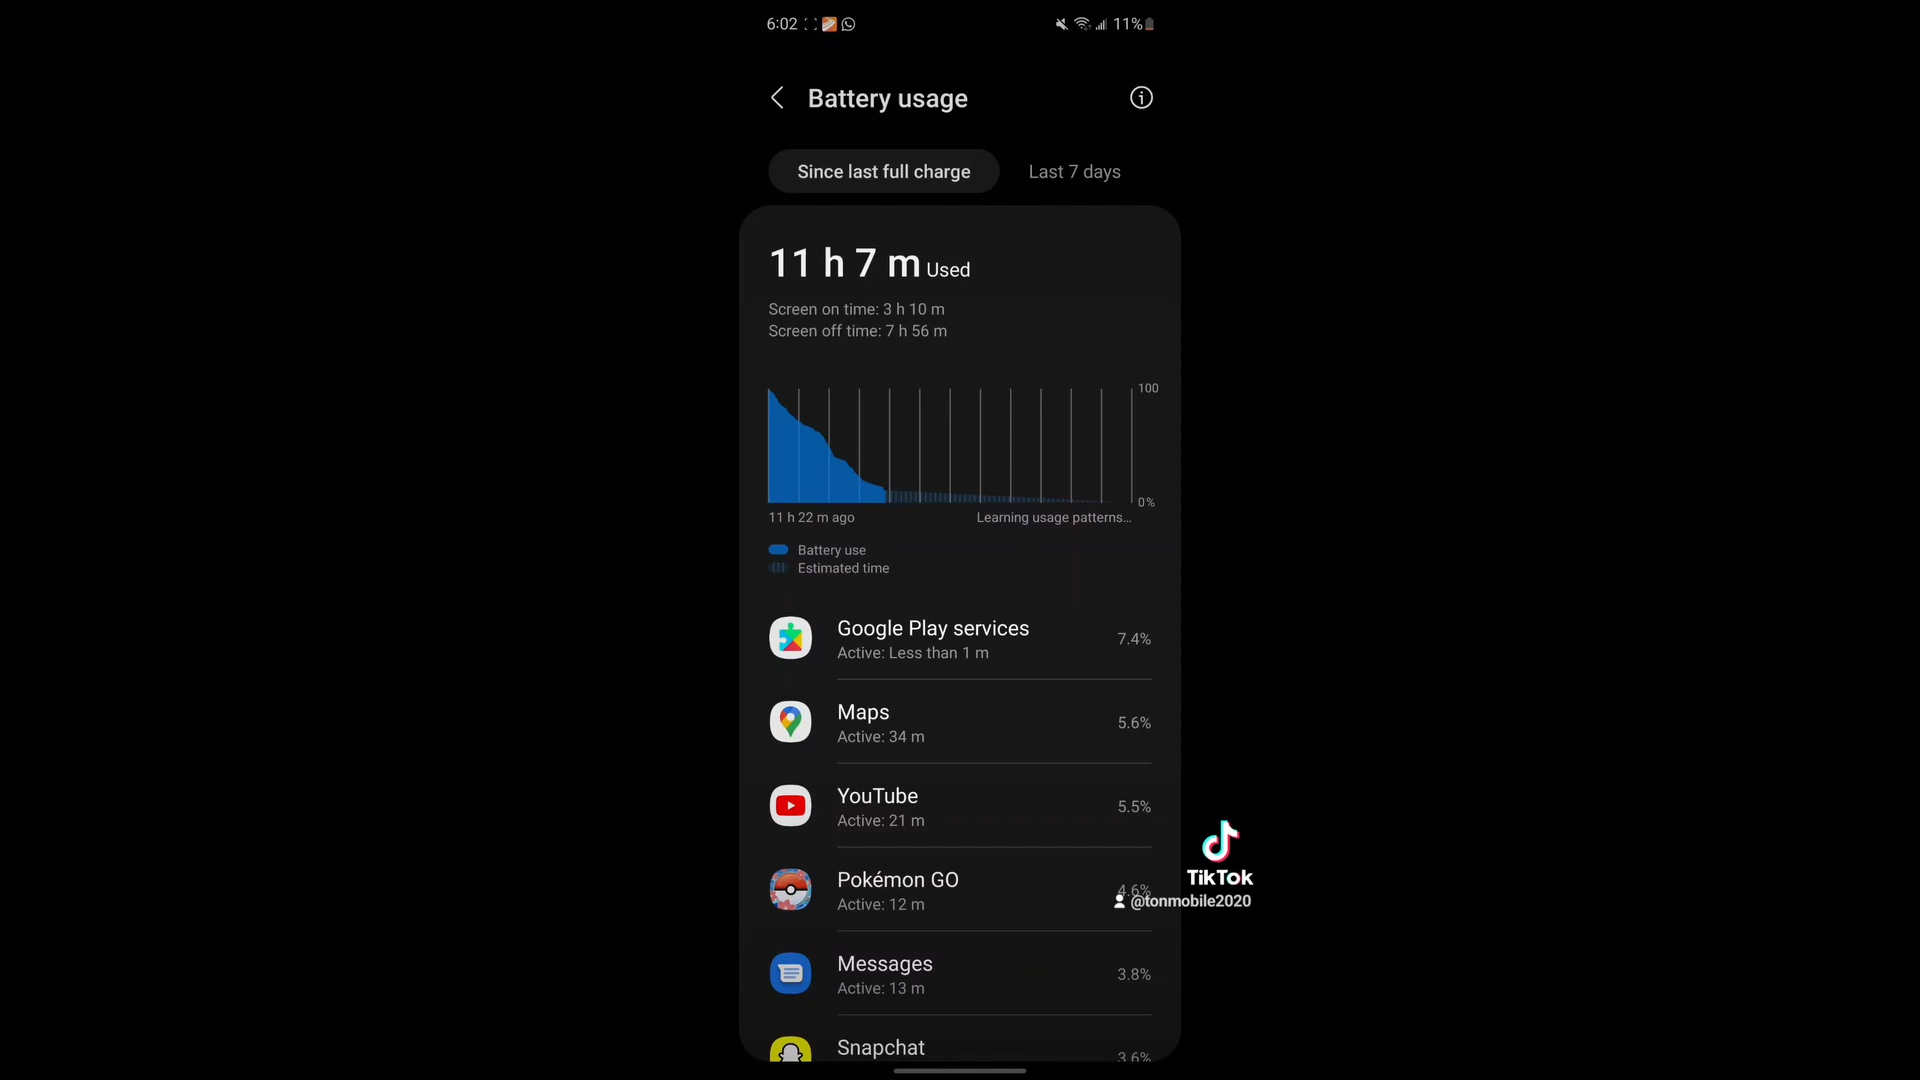 6:02
11%
Battery usage
Since last full charge
Last 7 days
11 h 7 m Used
Screen on time: 3 h 10 m
Screen off time: 7 h 56 m
100
0%
11 h 22 m ago
Learning usage patterns...
Battery use
Estimated time
Google Play services
7.4%
Active: Less than 1 m
Maps
5.6%
Active: 34 m
YouTube
5.5%
Active: 21 m
Pokémon GO
4.6%
Active: 12 m
TikTok
@tonmobile2020
Messages
3.8%
Active: 13 m
Snapchat
3.6%